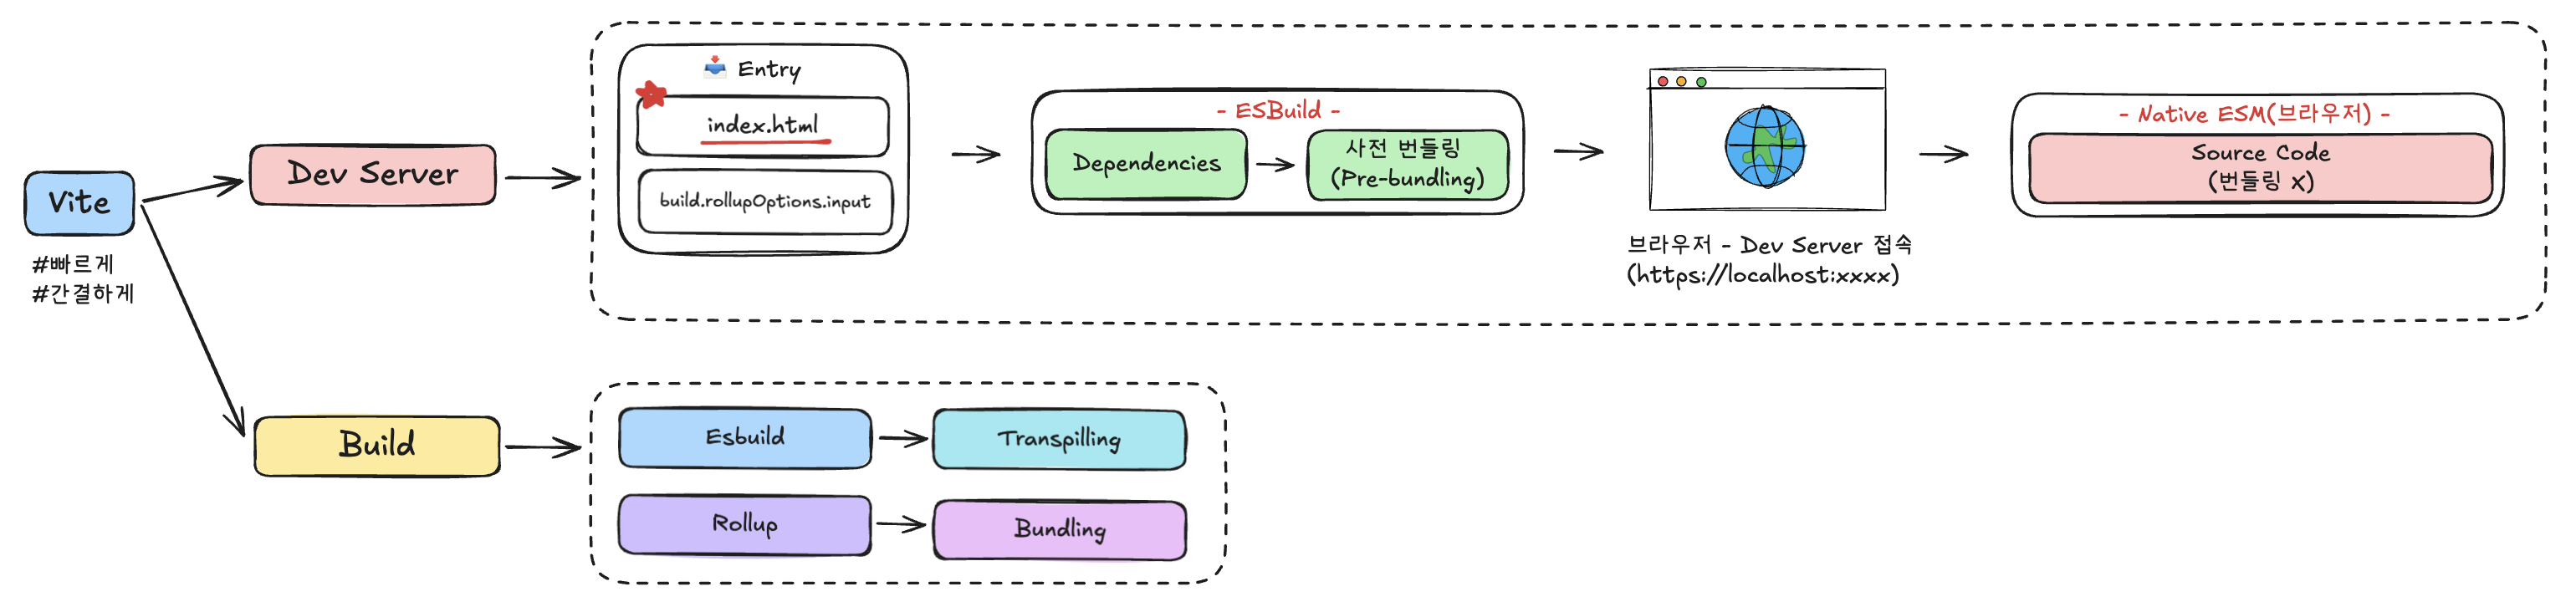 Vite
#빠르게
#간결하게
Dev Server
Entry
index.html
build.rollupOptions.input
- ESBuild -
Dependencies
사전 번들링
(Pre-bundling)
브라우저 - Dev Server 접속
(https://localhost:xxxx)
- Native ESM(브라우저) -
Source Code
(번들링 X)
Build
Esbuild
Transpilling
Rollup
Bundling